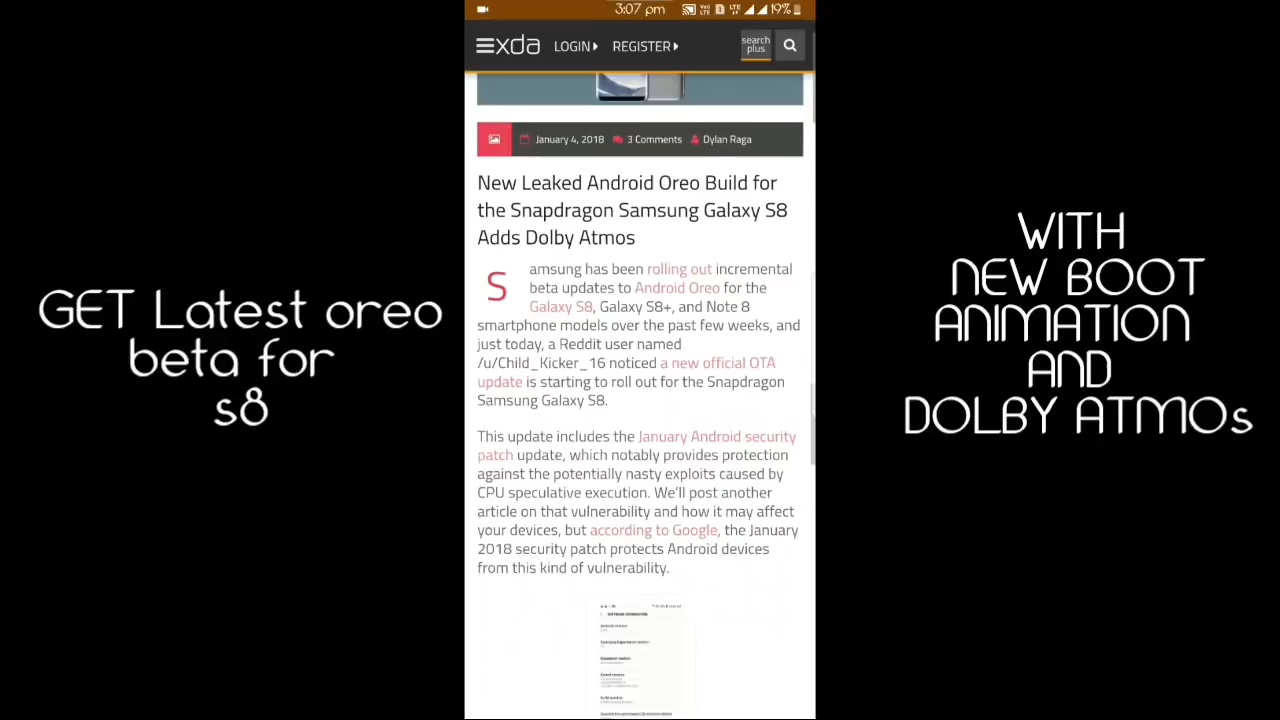 3:07 pm
19%
xda
LOGIN
REGISTER
search
plus
January 4, 2018
3 Comments
Dylan Raga
New Leaked Android Oreo Build for
the Snapdragon Samsung Galaxy S8
Adds Dolby Atmos
Samsung has been rolling out incremental
beta updates to Android Oreo for the
Galaxy S8, Galaxy S8+, and Note 8
smartphone models over the past few weeks, and
just today, a Reddit user named
/u/Child_Kicker_16 noticed a new official OTA
update is starting to roll out for the Snapdragon
Samsung Galaxy S8.
This update includes the January Android security
patch update, which notably provides protection
against the potentially nasty exploits caused by
CPU speculative execution. We'll post another
article on that vulnerability and how it may affect
your devices, but according to Google, the January
2018 security patch protects Android devices
from this kind of vulnerability.
GET Latest oreo
beta for
s8
WITH
NEW BOOT
ANIMATION
AND
DOLBY ATMOs